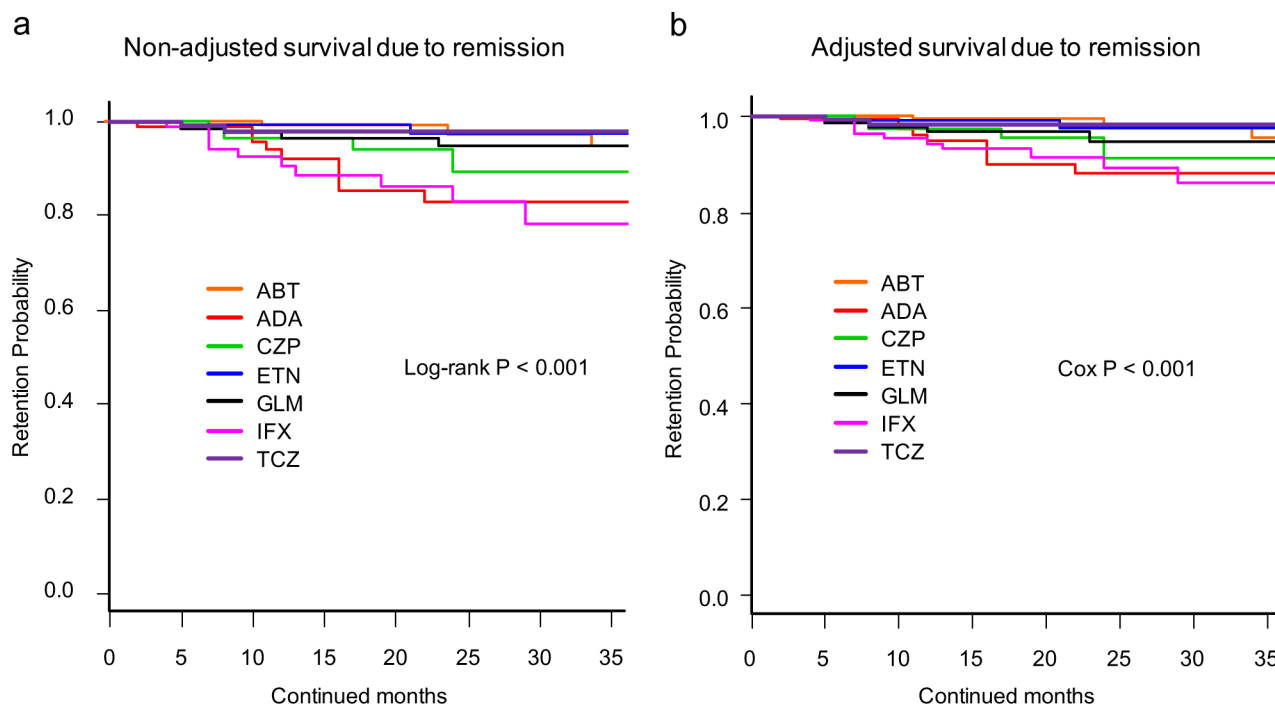 a
Non-adjusted survival due to remission
Retention Probability
1.0
0.8
0.6
0.4
0.2
0.0
ABT
ADA
CZP
ETN
GLM
IFX
TCZ
Log-rank P < 0.001
0 5 10 15 20 25 30 35
Continued months
b
Adjusted survival due to remission
Retention Probability
1.0
0.8
0.6
0.4
0.2
0.0
ABT
ADA
CZP
ETN
GLM
IFX
TCZ
Cox P < 0.001
0 5 10 15 20 25 30 35
Continued months